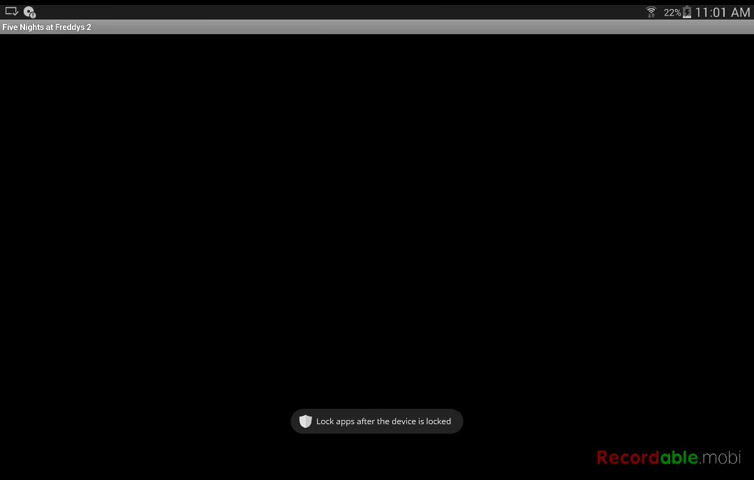 22% 11:01 AM
Five Nights at Freddys 2
Lock apps after the device is locked
Recordable.mobi